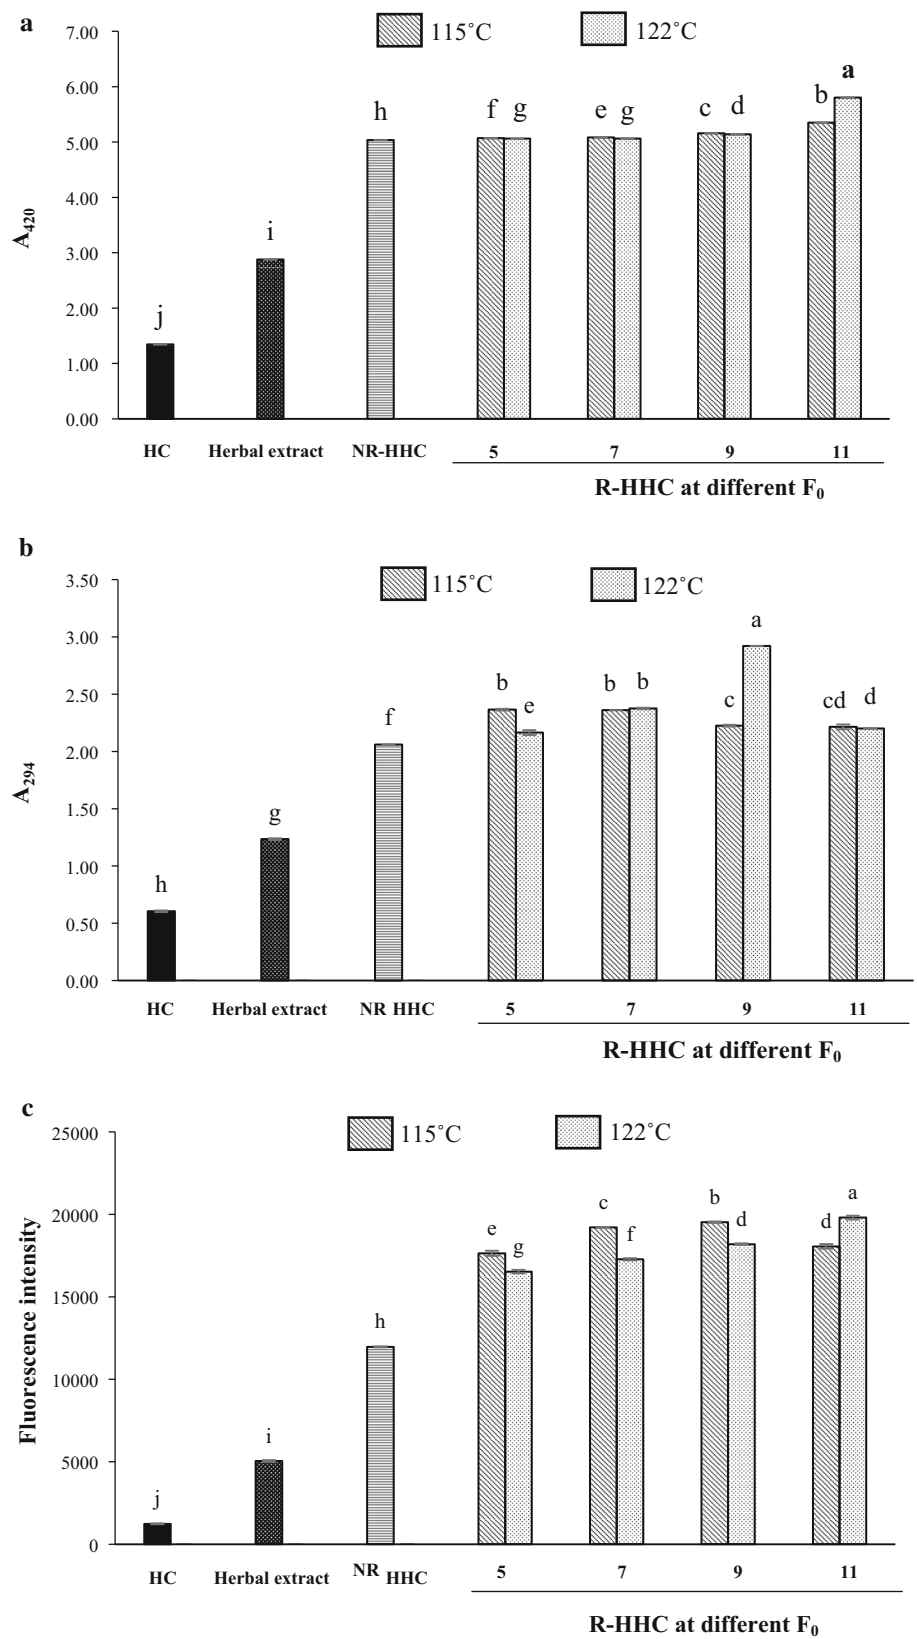 a
115˚C 122˚C
7.00
6.00
5.00
4.00
3.00
2.00
1.00
0.00
A420
j i h f g e g c d b a
HC Herbal extract NR-HHC 5 7 9 11
R-HHC at different F0
b
115˚C 122˚C
3.50
3.00
2.50
2.00
1.50
1.00
0.50
0.00
A294
h g f b e b b c a cd d
HC Herbal extract NR HHC 5 7 9 11
R-HHC at different F0
c
115˚C 122˚C
25000
20000
15000
10000
5000
0
Fluorescence intensity
j i h e g c f b d d a
HC Herbal extract NR HHC 5 7 9 11
R-HHC at different F0